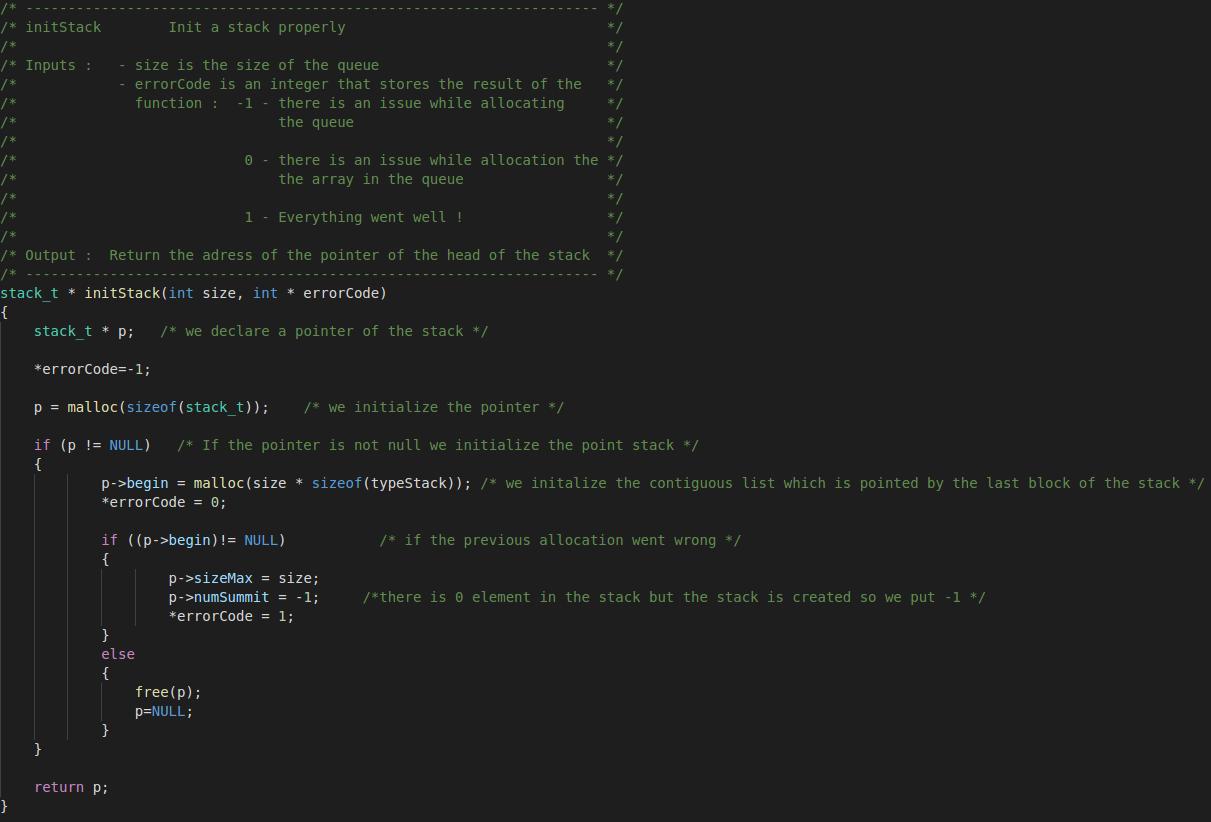 /* -------------------------------------------------------------------- */
/* initStack        Init a stack properly                               */
/*                                                                      */
/* Inputs :   - size is the size of the queue                           */
/*            - errorCode is an integer that stores the result of the   */
/*              function :  -1 - there is an issue while allocating     */
/*                               the queue                              */
/*                                                                      */
/*                           0 - there is an issue while allocation the */
/*                               the array in the queue                 */
/*                                                                      */
/*                           1 - Everything went well !                 */
/*                                                                      */
/* Output :  Return the adress of the pointer of the head of the stack  */
/* -------------------------------------------------------------------- */
stack_t * initStack(int size, int * errorCode)
{
    stack_t * p;   /* we declare a pointer of the stack */
    *errorCode=-1;
    p = malloc(sizeof(stack_t));    /* we initialize the pointer */
    if (p != NULL)   /* If the pointer is not null we initialize the point stack */
    {
            p->begin = malloc(size * sizeof(typeStack)); /* we initalize the contiguous list which is pointed by the last block of the stack */
            *errorCode = 0;
            if ((p->begin)!= NULL)           /* if the previous allocation went wrong */
            {
                    p->sizeMax = size;
                    p->numSummit = -1;     /*there is 0 element in the stack but the stack is created so we put -1 */
                    *errorCode = 1;
            }
            else
            {
                free(p);
                p=NULL;
            }
    }
    return p;
}